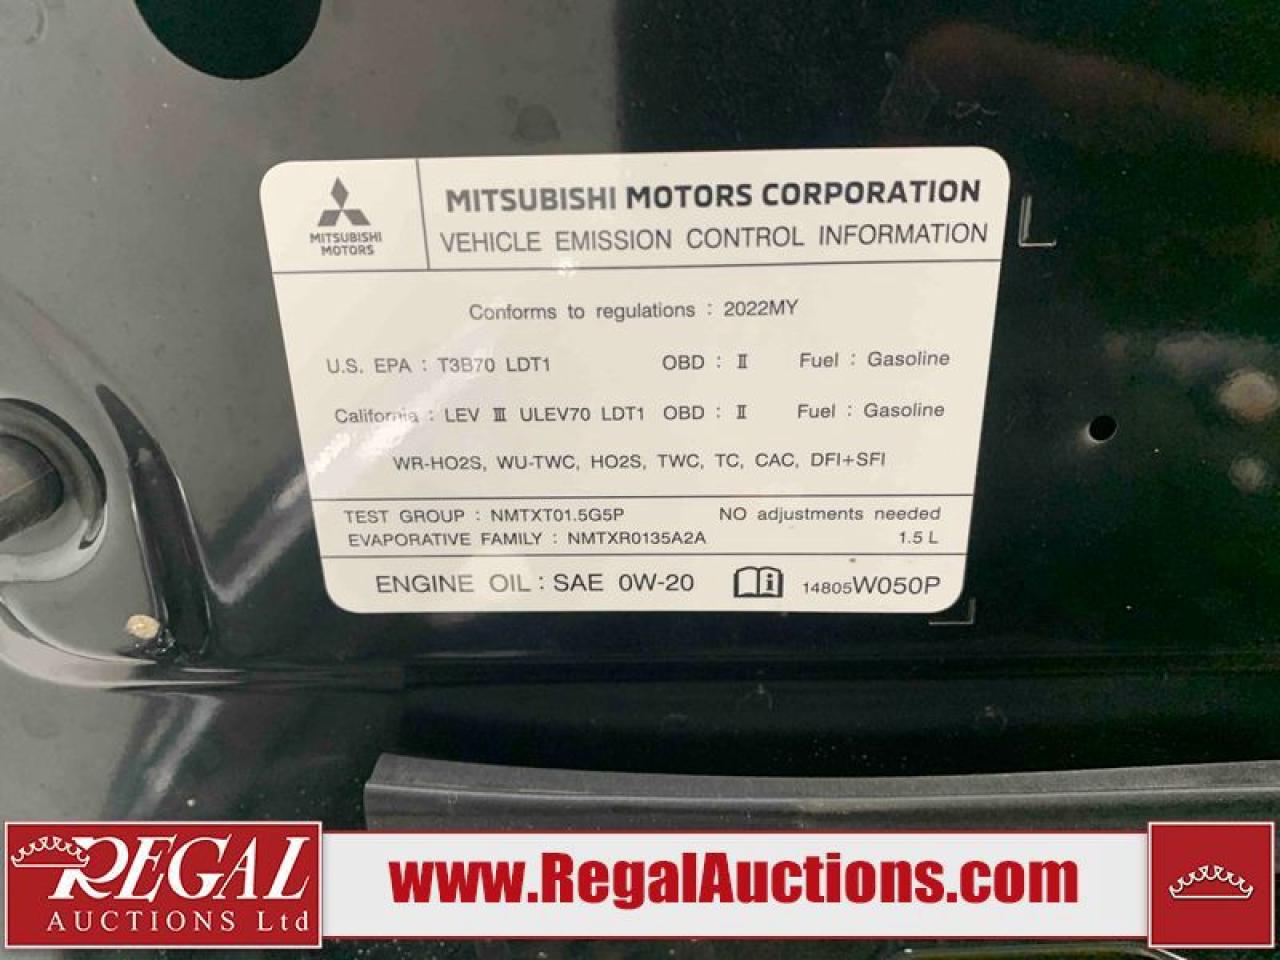 MITSUBISHI MOTORS
MITSUBISHI MOTORS CORPORATION
VEHICLE EMISSION CONTROL INFORMATION
Conforms to regulations : 2022MY
U.S. EPA : T3B70 LDT1 OBD : II Fuel : Gasoline
California : LEV III ULEV70 LDT1 OBD : II Fuel : Gasoline
WR-HO2S, WU-TWC, HO2S, TWC, TC, CAC, DFI+SFI
TEST GROUP : NMTXT01.5G5P NO adjustments needed
EVAPORATIVE FAMILY : NMTXR0135A2A 1.5 L
ENGINE OIL : SAE 0W-20 14805W050P
REGAL
AUCTIONS Ltd
www.RegalAuctions.com